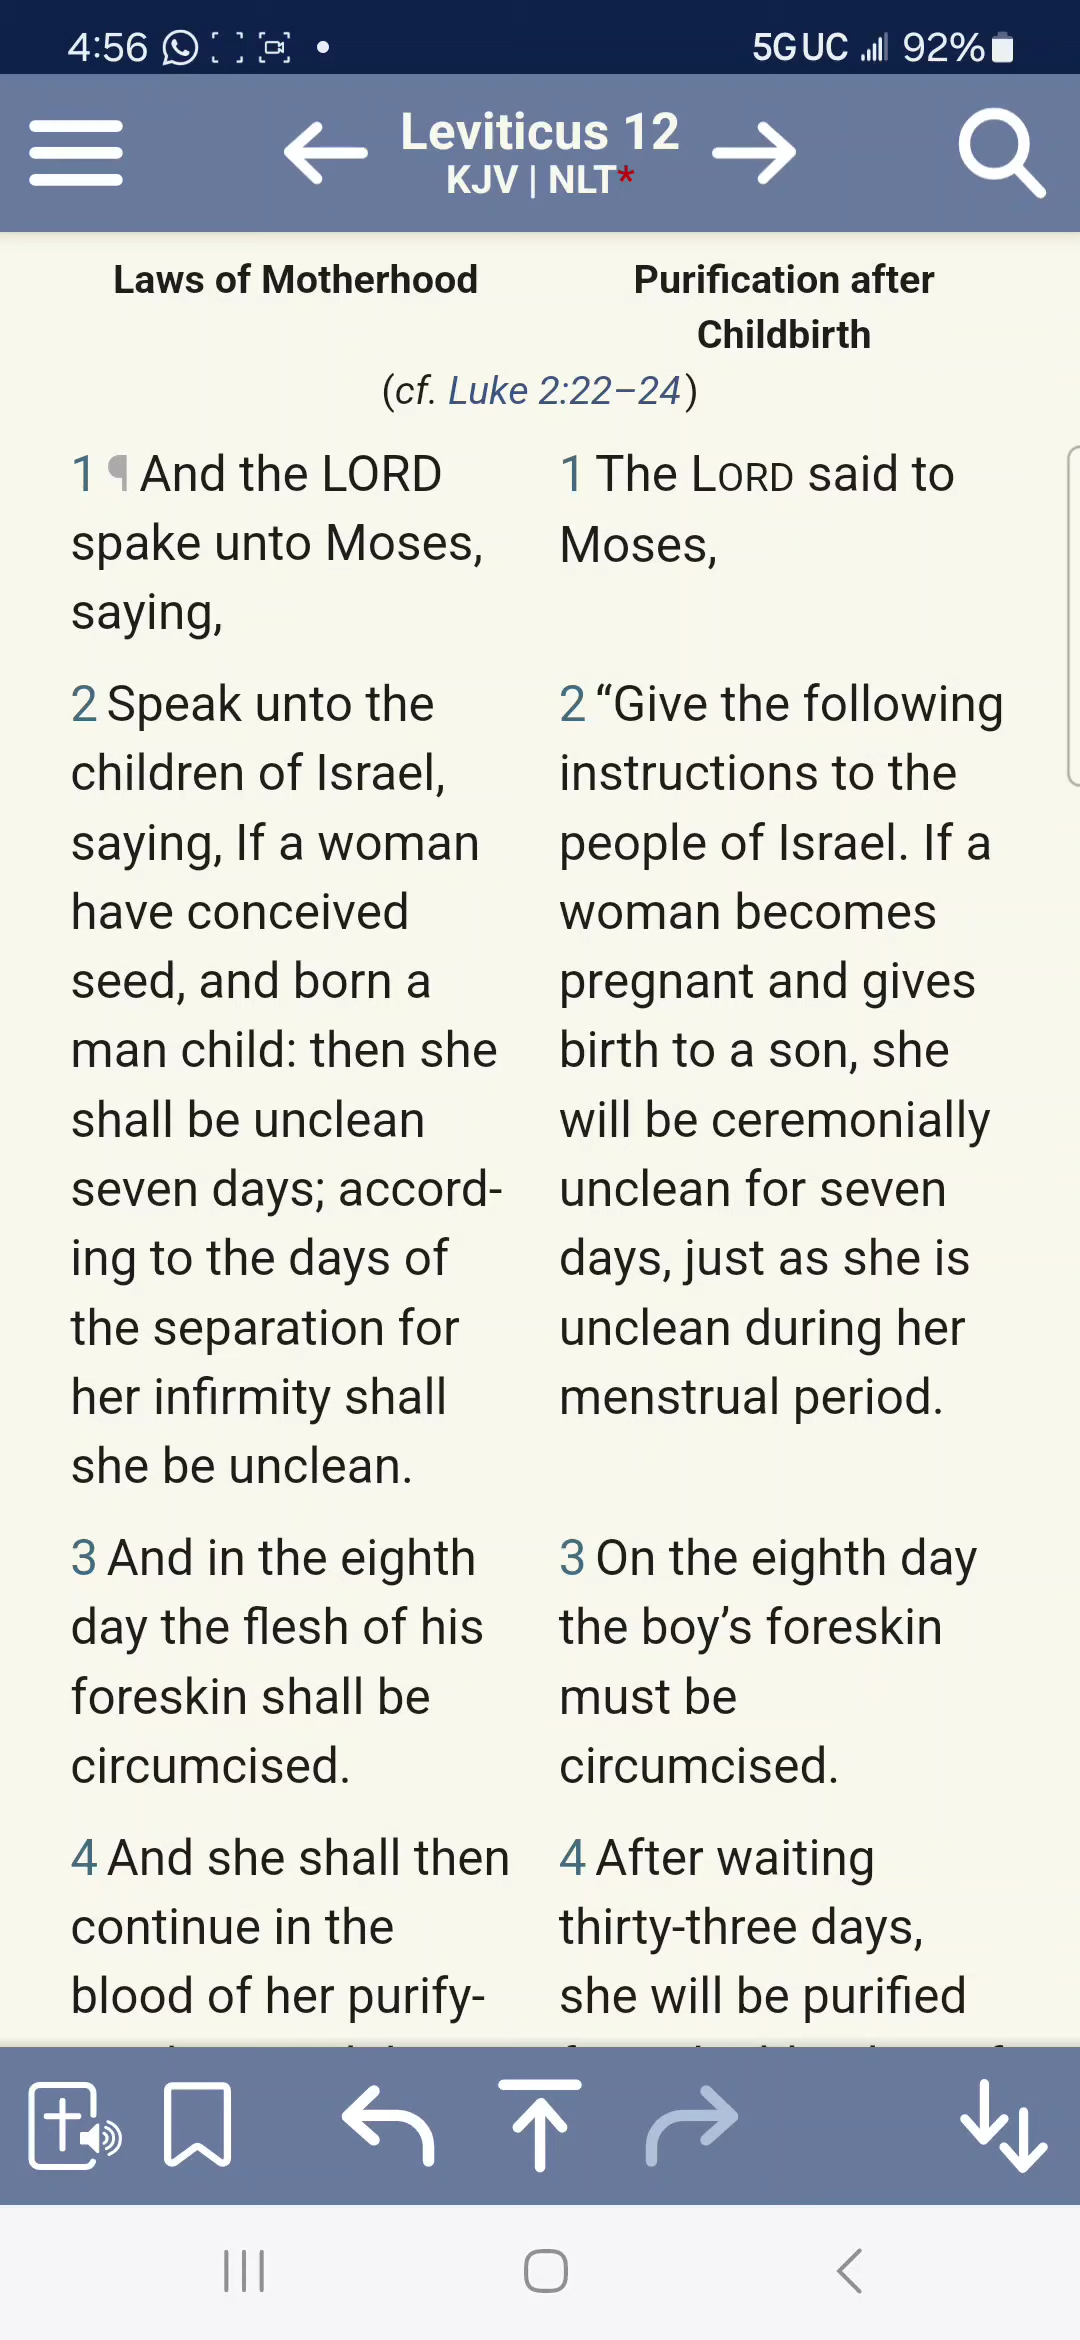 4:56 5G UC 92%
Leviticus 12
KJV | NLT*
Laws of Motherhood
Purification after
Childbirth
(cf. Luke 2:22–24)
1 ¶ And the LORD
spake unto Moses,
saying,
1 The LORD said to
Moses,
2 Speak unto the
children of Israel,
saying, If a woman
have conceived
seed, and born a
man child: then she
shall be unclean
seven days; accord-
ing to the days of
the separation for
her infirmity shall
she be unclean.
2 “Give the following
instructions to the
people of Israel. If a
woman becomes
pregnant and gives
birth to a son, she
will be ceremonially
unclean for seven
days, just as she is
unclean during her
menstrual period.
3 And in the eighth
day the flesh of his
foreskin shall be
circumcised.
3 On the eighth day
the boy’s foreskin
must be
circumcised.
4 And she shall then
continue in the
blood of her purify-
4 After waiting
thirty-three days,
she will be purified